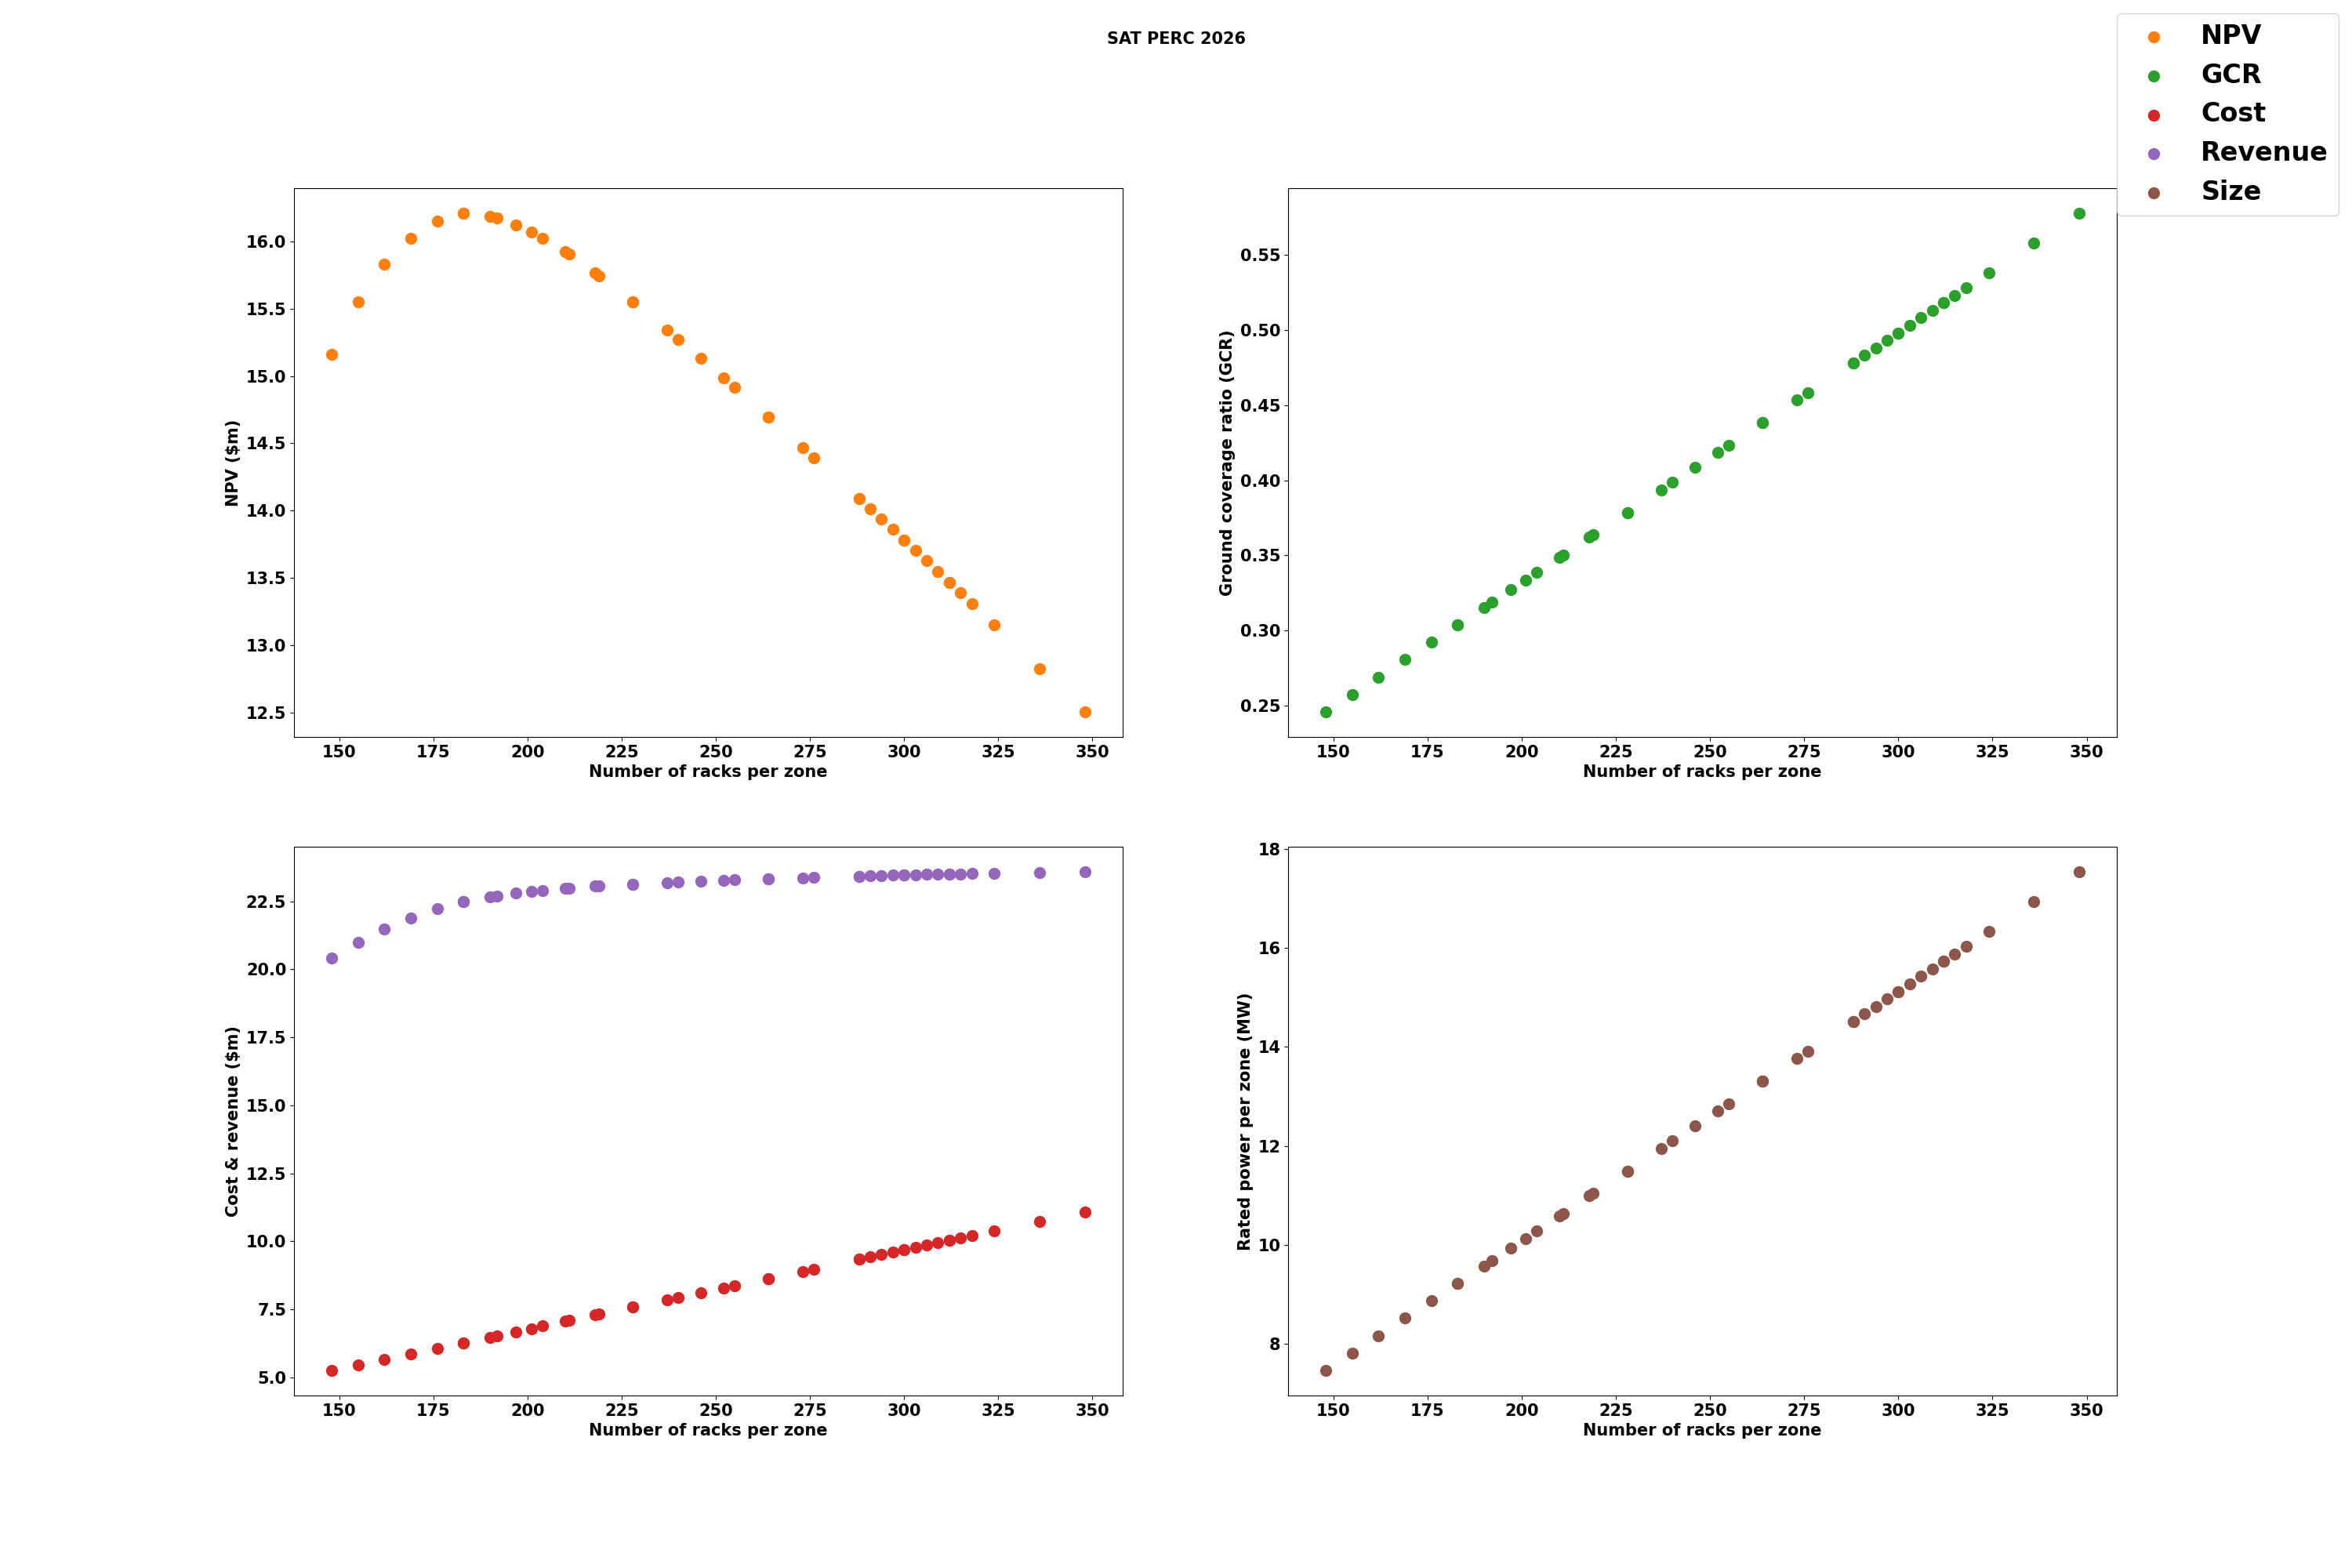 SAT PERC 2026
NPV
GCR
Cost
Revenue
Size
16.0
15.5
15.0
14.5
14.0
13.5
13.0
12.5
NPV ($m)
150 175 200 225 250 275 300 325 350
Number of racks per zone
0.55
0.50
0.45
0.40
0.35
0.30
0.25
Ground coverage ratio (GCR)
150 175 200 225 250 275 300 325 350
Number of racks per zone
22.5
20.0
17.5
15.0
12.5
10.0
7.5
5.0
Cost & revenue ($m)
150 175 200 225 250 275 300 325 350
Number of racks per zone
18
16
14
12
10
8
Rated power per zone (MW)
150 175 200 225 250 275 300 325 350
Number of racks per zone